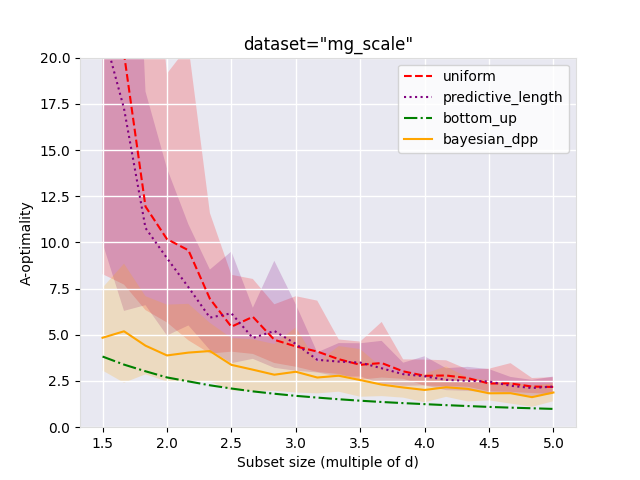 dataset="mg_scale"
uniform
predictive_length
bottom_up
bayesian_dpp
A-optimality
20.0
17.5
15.0
12.5
10.0
7.5
5.0
2.5
0.0
1.5 2.0 2.5 3.0 3.5 4.0 4.5 5.0
Subset size (multiple of d)